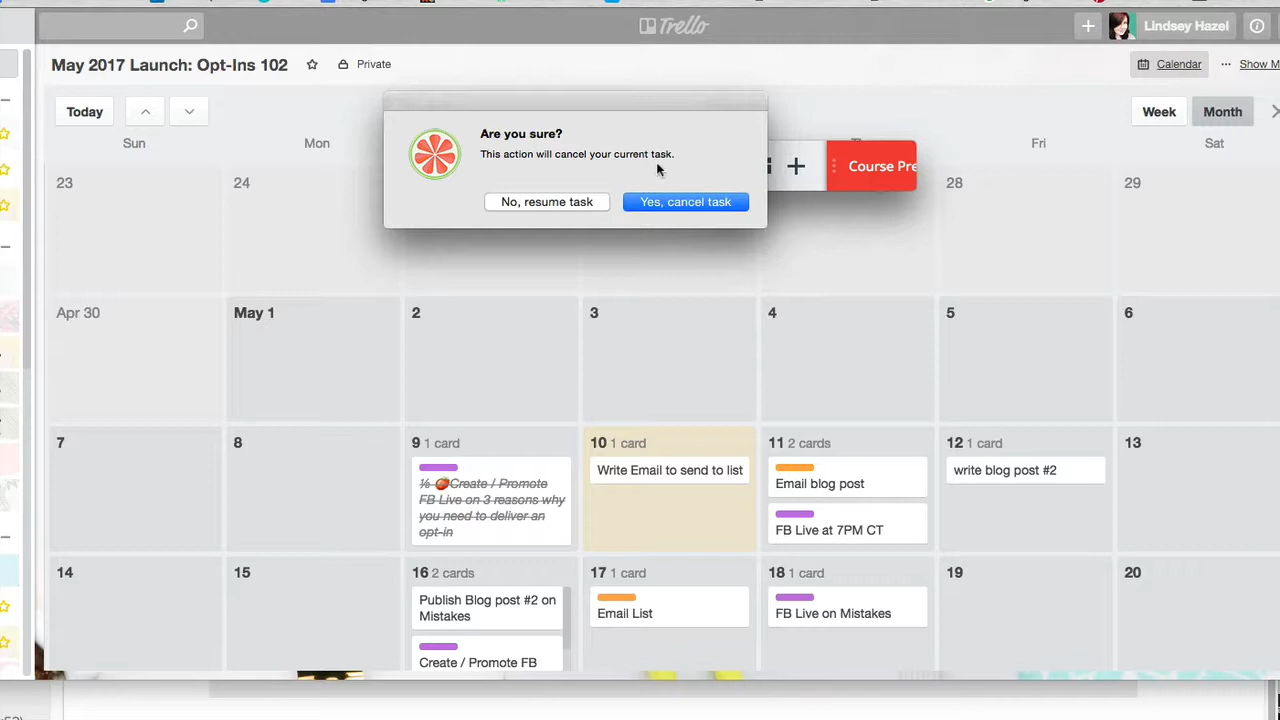 Trello
Lindsey Hazel
May 2017 Launch: Opt-Ins 102
Private
Calendar
Show M
Today
Week
Month
Are you sure?
This action will cancel your current task.
No, resume task
Yes, cancel task
Course Pre
Sun
Mon
Fri
Sat
23
24
28
29
Apr 30
May 1
2
3
4
5
6
7
8
9 1 card
10 1 card
11 2 cards
12 1 card
13
Create / Promote
FB Live on 3 reasons why
you need to deliver an
opt-in
Write Email to send to list
Email blog post
FB Live at 7PM CT
write blog post #2
14
15
16 2 cards
17 1 card
18 1 card
19
20
Publish Blog post #2 on
Mistakes
Create / Promote FB
Email List
FB Live on Mistakes